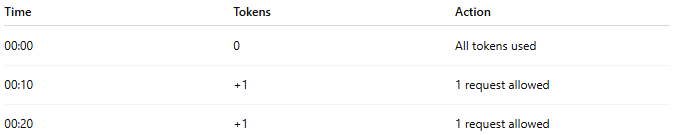 Time Tokens Action
00:00 0 All tokens used
00:10 +1 1 request allowed
00:20 +1 1 request allowed